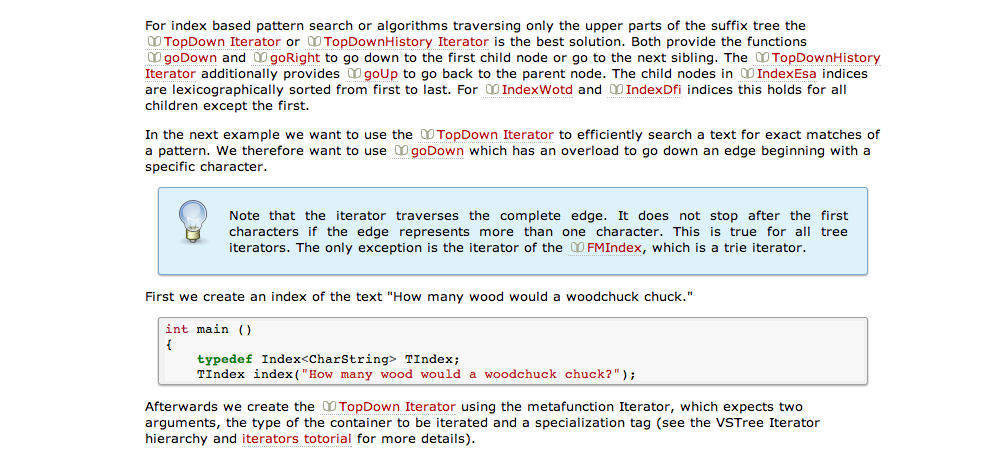 For index based pattern search or algorithms traversing only the upper parts of the suffix tree the
TopDown Iterator or TopDownHistory Iterator is the best solution. Both provide the functions
goDown and goRight to go down to the first child node or go to the next sibling. The TopDownHistory
Iterator additionally provides goUp to go back to the parent node. The child nodes in IndexEsa indices
are lexicographically sorted from first to last. For IndexWotd and IndexDfi indices this holds for all
children except the first.
In the next example we want to use the TopDown Iterator to efficiently search a text for exact matches of
a pattern. We therefore want to use goDown which has an overload to go down an edge beginning with a
specific character.
Note that the iterator traverses the complete edge. It does not stop after the first
characters if the edge represents more than one character. This is true for all tree
iterators. The only exception is the iterator of the FMIndex, which is a trie iterator.
First we create an index of the text "How many wood would a woodchuck chuck."
int main ()
{
    typedef Index<CharString> TIndex;
    TIndex index("How many wood would a woodchuck chuck?");
Afterwards we create the TopDown Iterator using the metafunction Iterator, which expects two
arguments, the type of the container to be iterated and a specialization tag (see the VSTree Iterator
hierarchy and iterators totorial for more details).